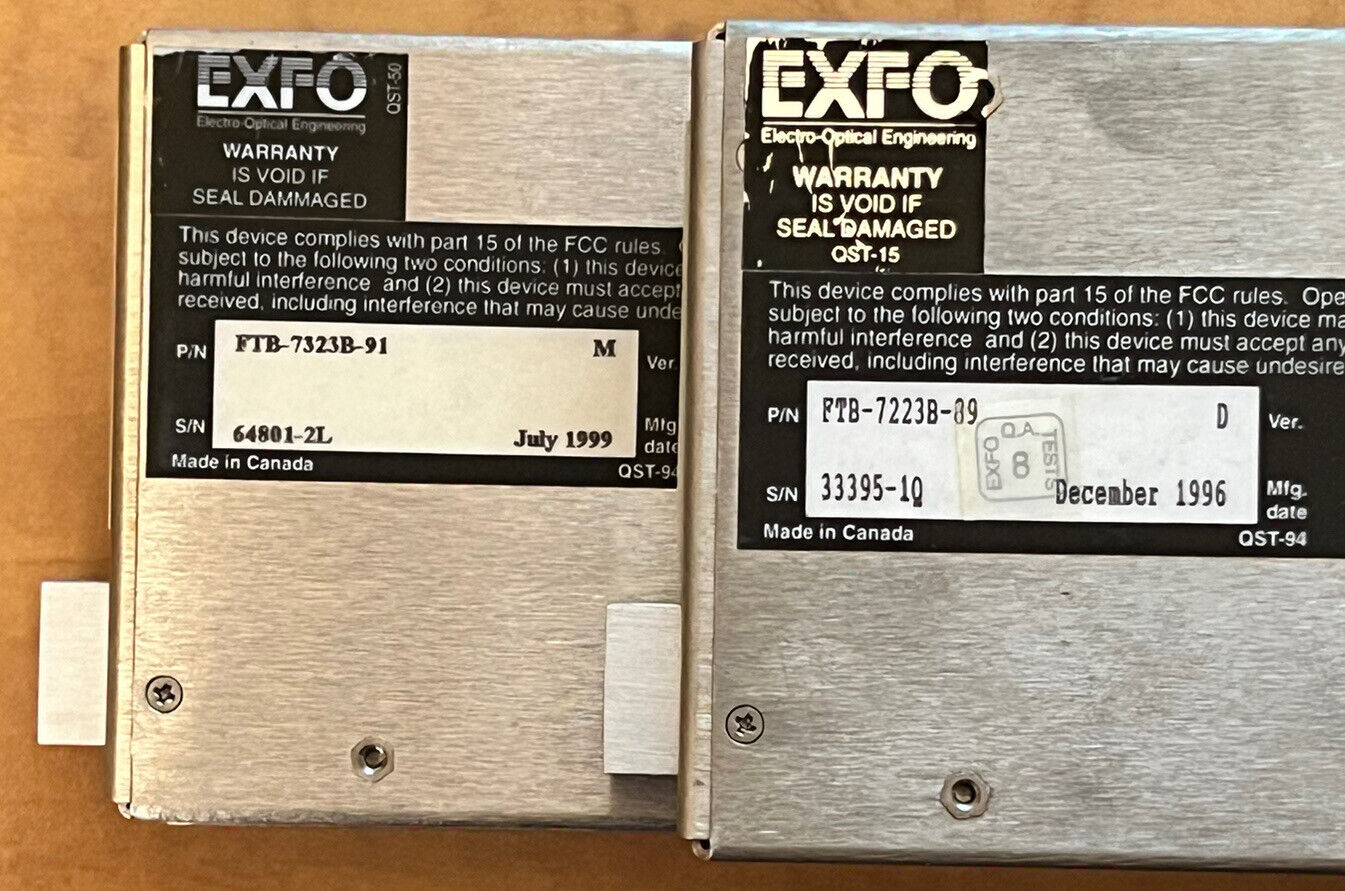 EXFO
QST-50
Electro-Optical Engineering
WARRANTY
IS VOID IF
SEAL DAMMAGED
This device complies with part 15 of the FCC rules.
subject to the following two conditions: (1) this device
harmful interference and (2) this device must accept
received, including interference that may cause unde
P/N FTB-7323B-91 M Ver.
S/N 64801-2L July 1999 Mfg
date
Made in Canada QST-94
EXFO
Electro-Optical Engineering
WARRANTY
IS VOID IF
SEAL DAMAGED
QST-15
This device complies with part 15 of the FCC rules. Ope
subject to the following two conditions: (1) this device ma
harmful interference and (2) this device must accept any
received, including interference that may cause undesire
P/N FTB-7223B-89 D Ver.
EXFO Q.A. TESTS
8
S/N 33395-1Q December 1996 Mfg.
date
Made in Canada QST-94